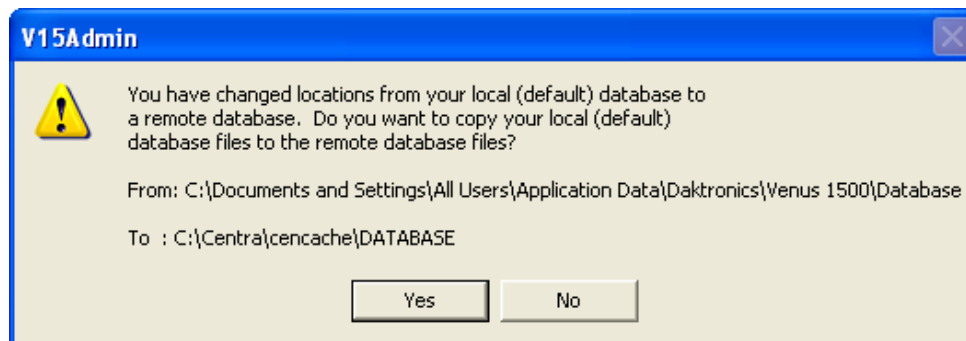 V15Admin
You have changed locations from your local (default) database to
a remote database.  Do you want to copy your local (default)
database files to the remote database files?
From: C:\Documents and Settings\All Users\Application Data\Daktronics\Venus 1500\Database
To  : C:\Centra\cencache\DATABASE
Yes
No